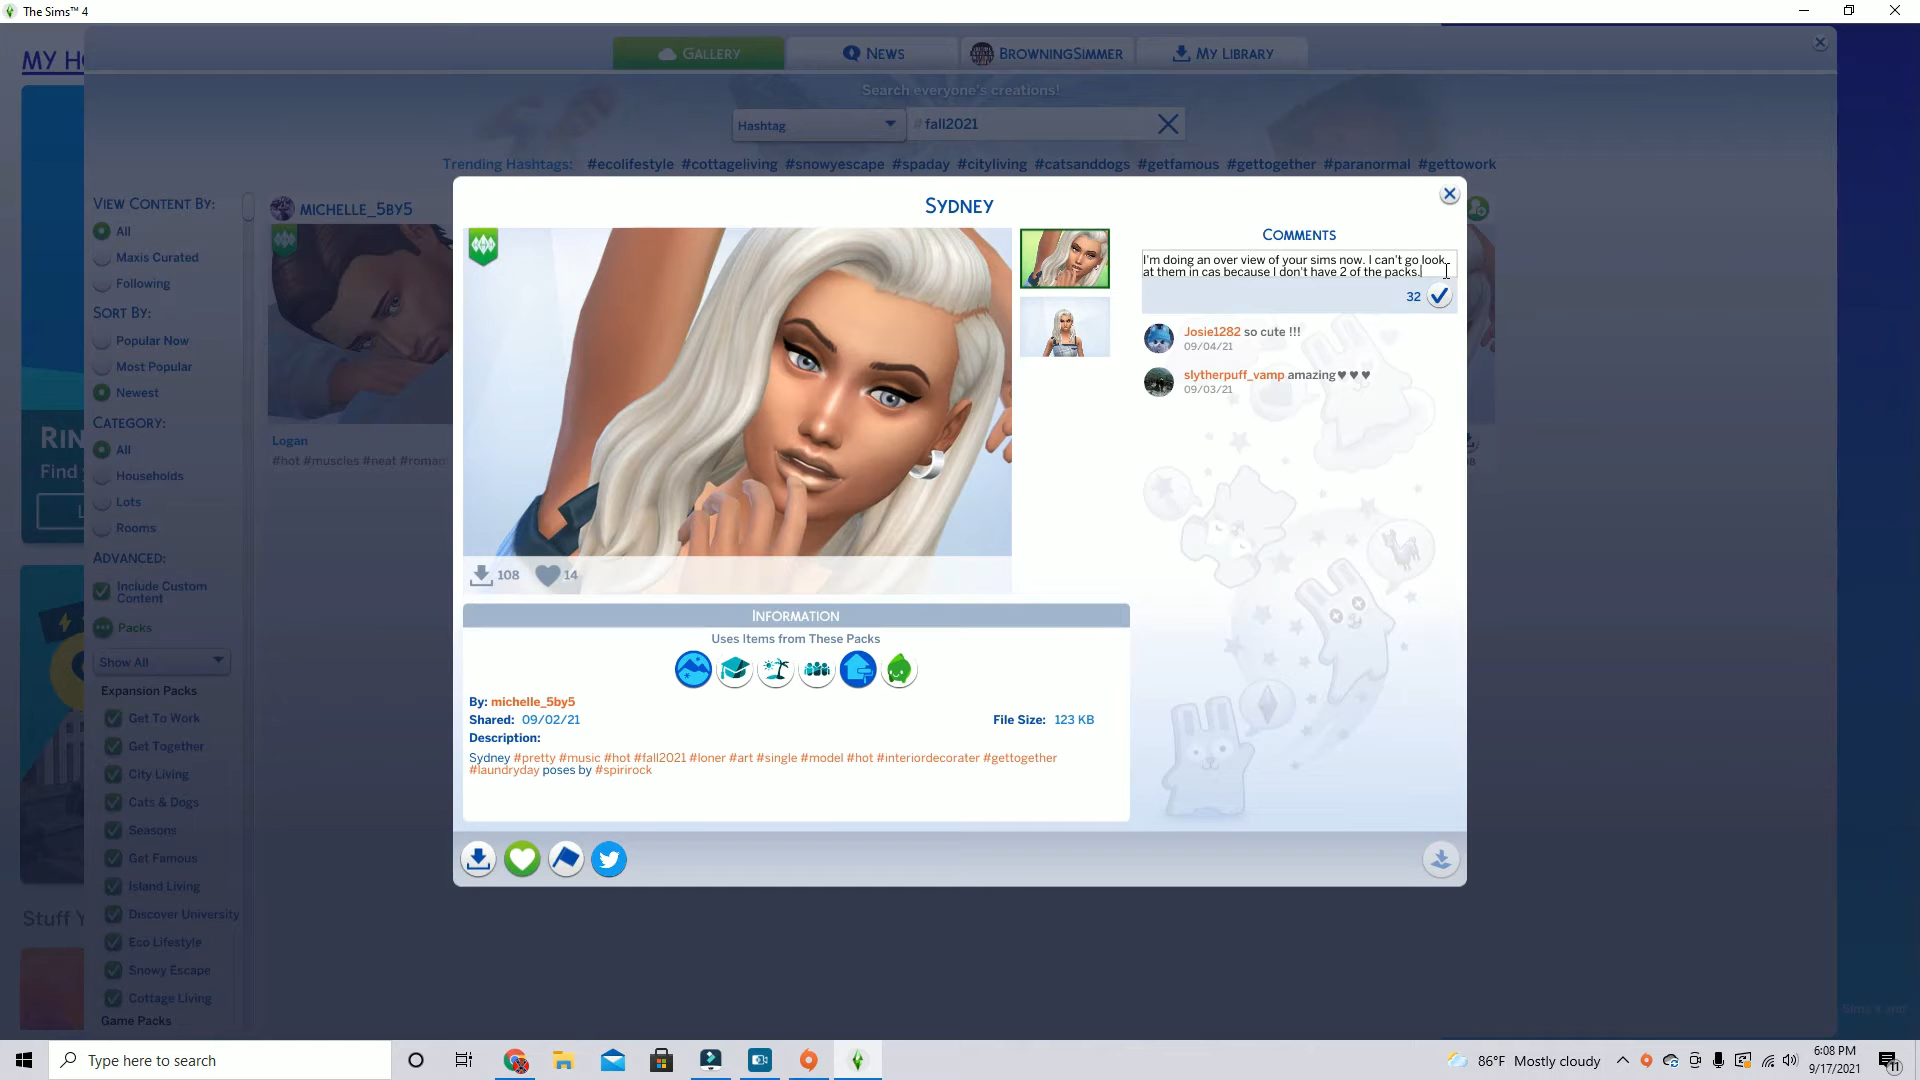 The Sims™ 4
MY H
GALLERY
NEWS
BROWNINGSIMMER
MY LIBRARY
Search everyone's creations!
Hashtag
# fall2021
Trending Hashtags: #ecolifestyle #cottageliving #snowyescape #spaday #cityliving #catsanddogs #getfamous #gettogether #paranormal #gettowork
VIEW CONTENT BY:
All
Maxis Curated
Following
SORT BY:
Popular Now
Most Popular
Newest
CATEGORY:
All
Households
Lots
Rooms
ADVANCED:
Include Custom
Content
Packs
Show All
Expansion Packs
Get To Work
Get Together
City Living
Cats & Dogs
Seasons
Get Famous
Island Living
Discover University
Eco Lifestyle
Snowy Escape
Cottage Living
Game Packs
RIN
Find
Stuff Y
MICHELLE_5BY5
Logan
#hot #muscles #neat #roman
SYDNEY
108
14
COMMENTS
I'm doing an over view of your sims now. I can't go look
at them in cas because I don't have 2 of the packs.
32
Josie1282 so cute !!!
09/04/21
slytherpuff_vamp amazing♥♥♥
09/03/21
INFORMATION
Uses Items from These Packs
By: michelle_5by5
Shared: 09/02/21
File Size: 123 KB
Description:
Sydney #pretty #music #hot #fall2021 #loner #art #single #model #hot #interiordecorater #gettogether
#laundryday poses by #spirirock
Type here to search
86°F Mostly cloudy
6:08 PM
9/17/2021
11